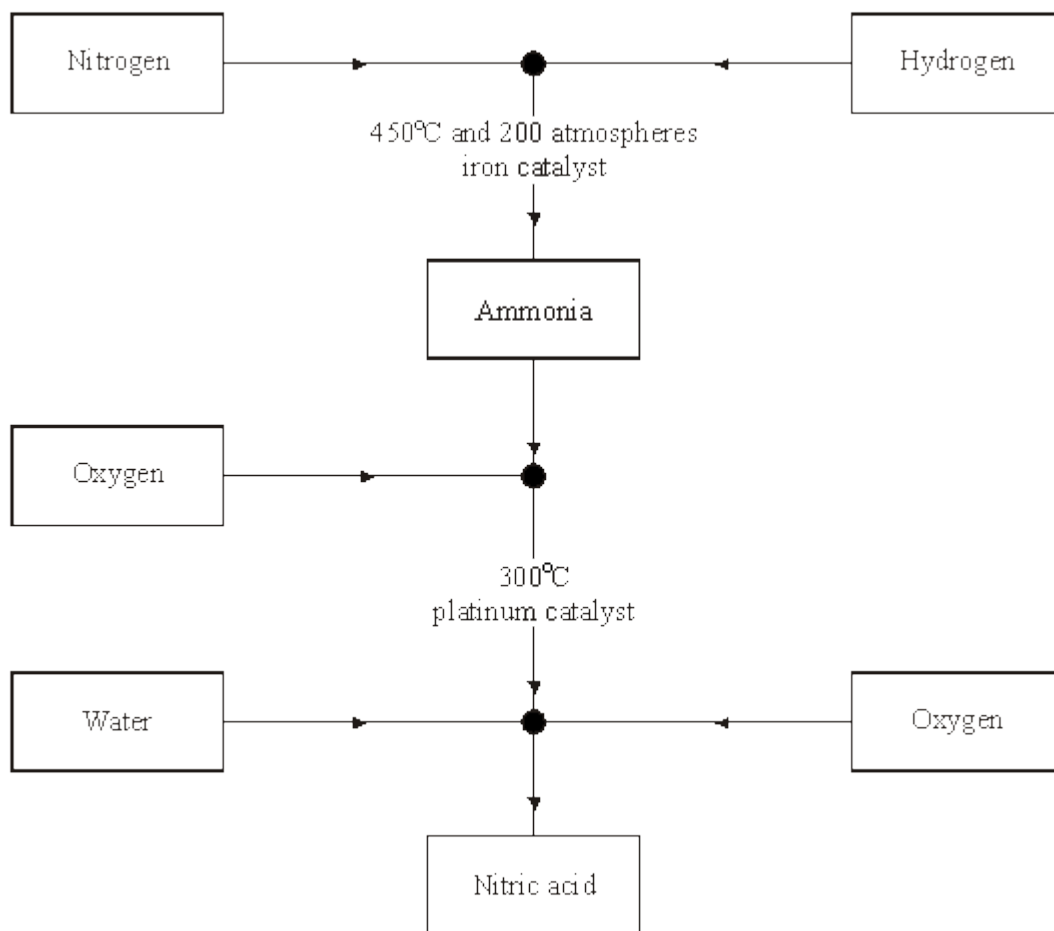 Nitrogen
Hydrogen
450°C and 200 atmospheres
iron catalyst
Ammonia
Oxygen
300°C
platinum catalyst
Water
Oxygen
Nitric acid